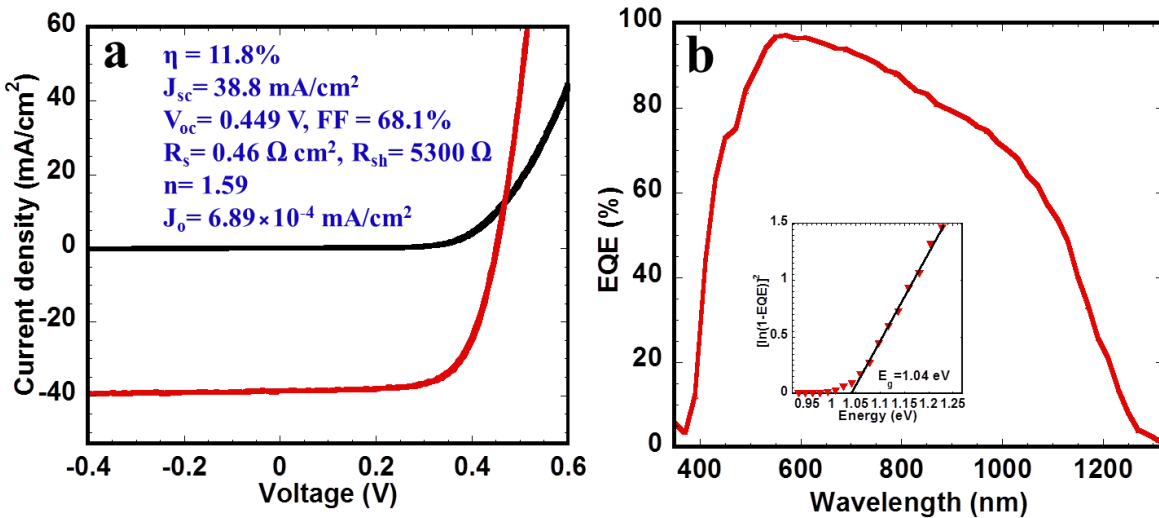 a
η = 11.8%
J_sc= 38.8 mA/cm²
V_oc= 0.449 V, FF = 68.1%
R_s= 0.46 Ω cm², R_sh= 5300 Ω
n= 1.59
J_o= 6.89×10⁻⁴ mA/cm²
60
40
20
0
-20
-40
Current density (mA/cm²)
-0.4 -0.2 0 0.2 0.4 0.6
Voltage (V)
b
100
80
60
40
20
0
EQE (%)
400 600 800 1000 1200
Wavelength (nm)
1.5
1
0.5
0
[ln(1-EQE)]²
E_g=1.04 eV
0.95 1 1.05 1.1 1.15 1.2 1.25
Energy (eV)